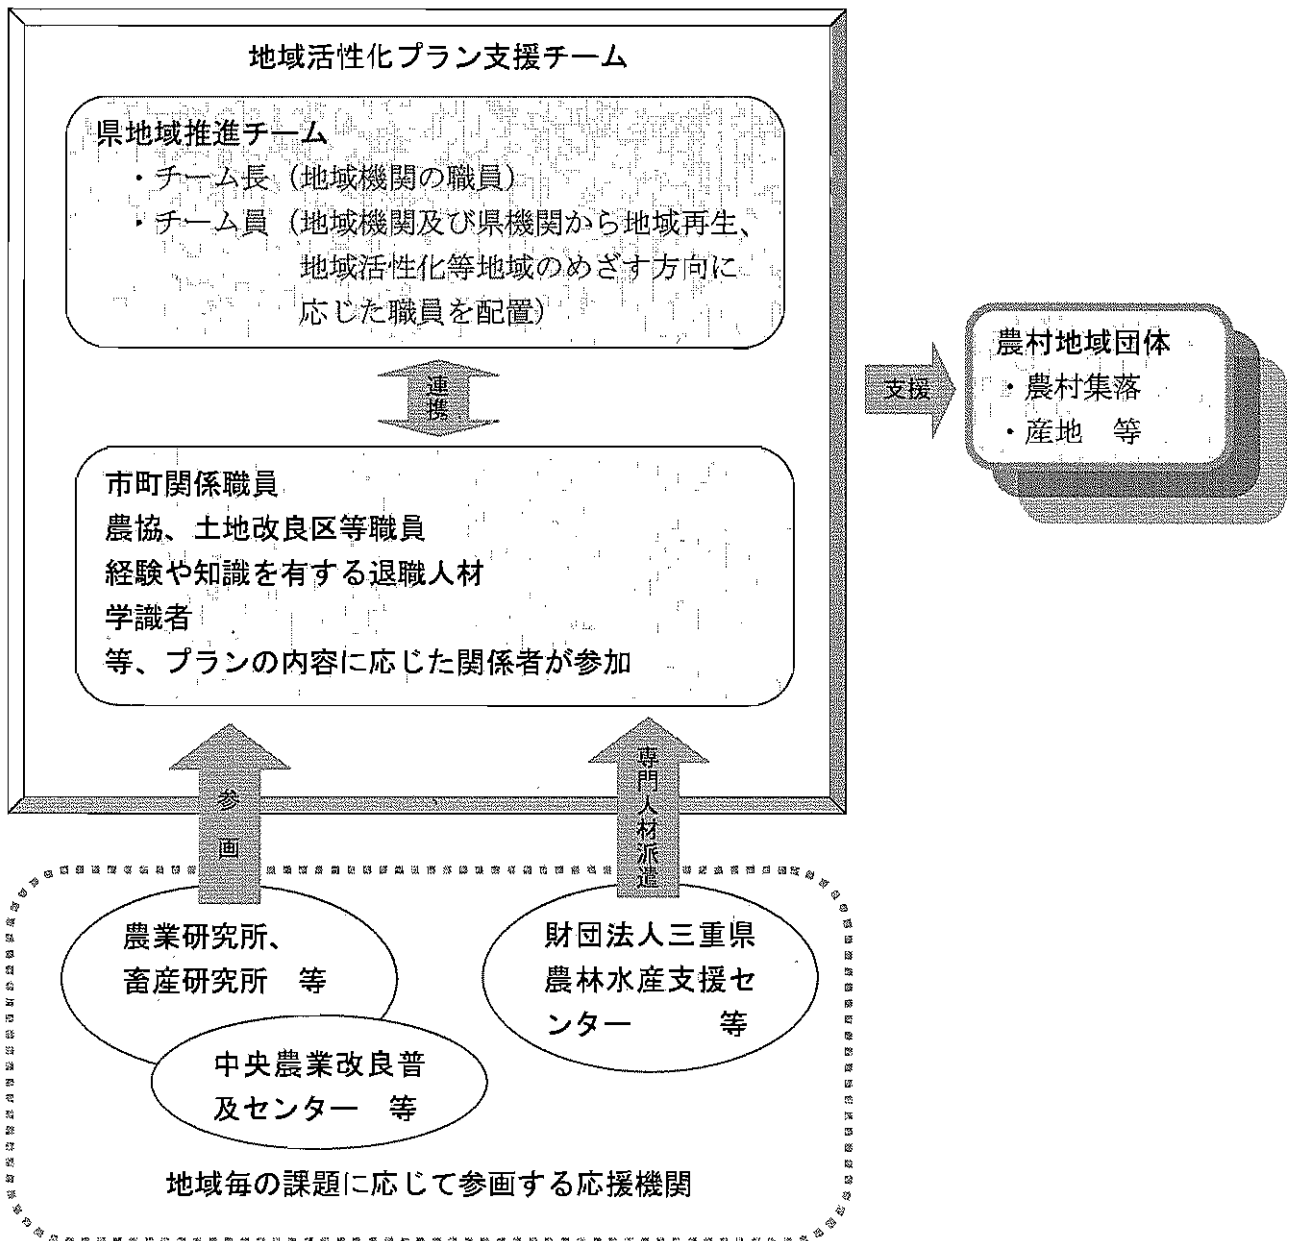 地域活性化プラン支援チーム
県地域推進チーム
・チーム長（地域機関の職員）
・チーム員（地域機関及び県機関から地域再生、
地域活性化等地域のめざす方向に
応じた職員を配置）
連携
市町関係職員
農協、土地改良区等職員
経験や知識を有する退職人材
学識者
等、プランの内容に応じた関係者が参加
支援
農村地域団体
・農村集落
・産地　等
参画
専門人材派遣
農業研究所、
畜産研究所　等
中央農業改良普
及センター　等
財団法人三重県
農林水産支援セ
ンター　　等
地域毎の課題に応じて参画する応援機関